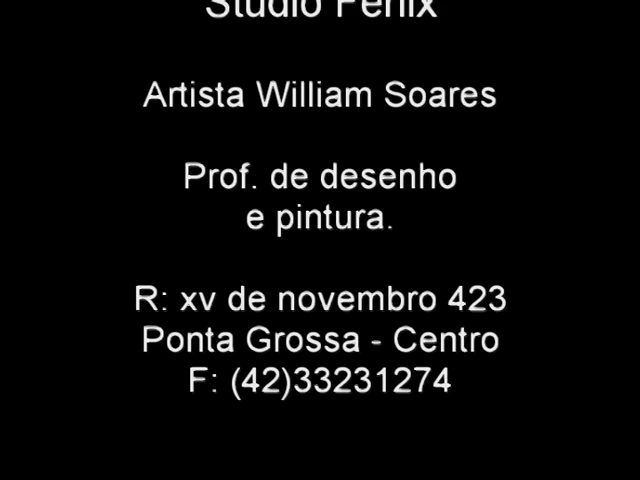 Studio Fenix
Artista William Soares
Prof. de desenho
e pintura.
R: xv de novembro 423
Ponta Grossa - Centro
F: (42)33231274